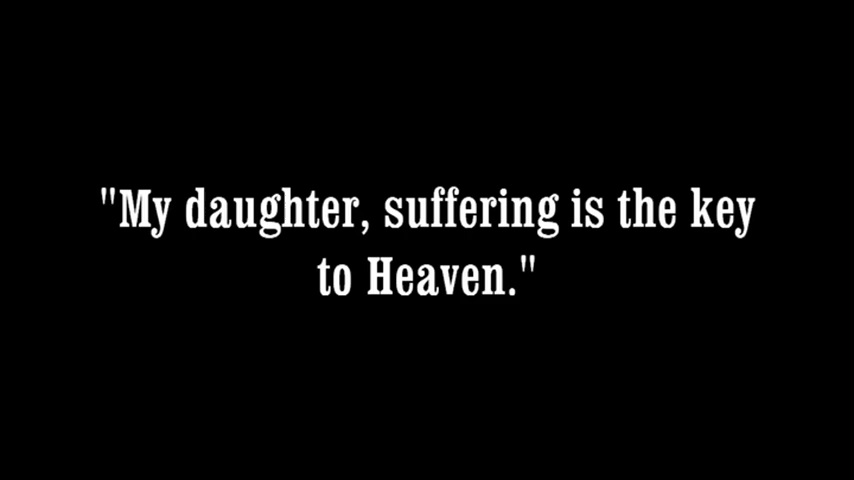 "My daughter, suffering is the key
to Heaven."